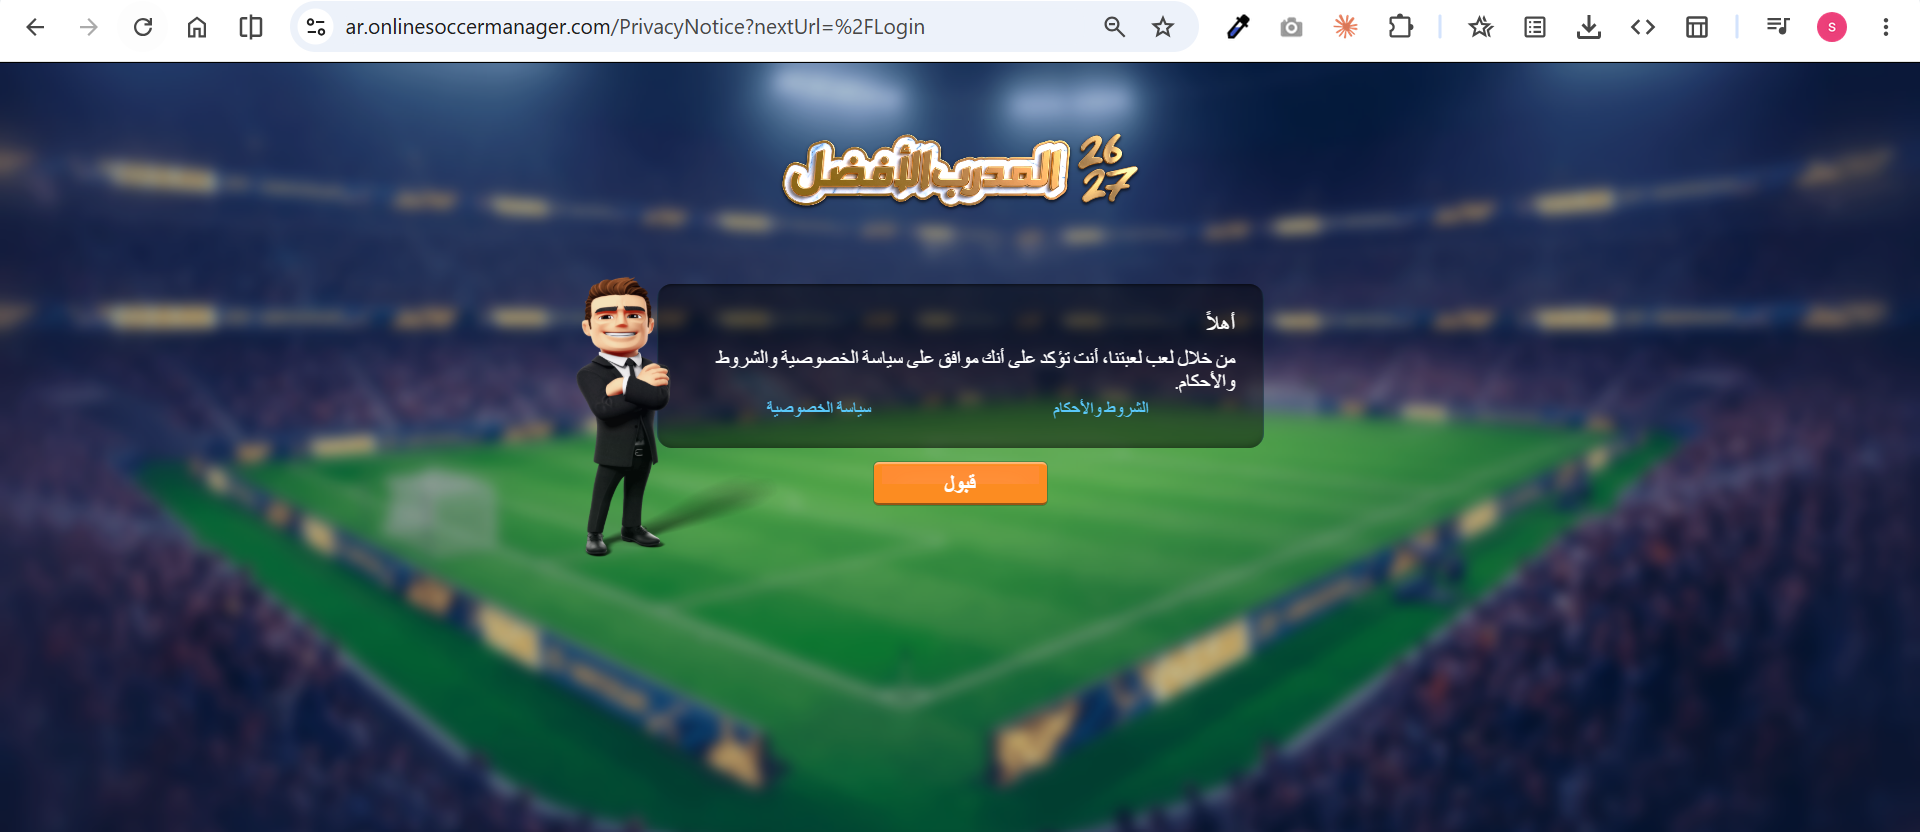 ar.onlinesoccermanager.com/PrivacyNotice?nextUrl=%2FLogin
S
المدرب الأفضل
26
27
أهلاً
من خلال لعب لعبتنا، أنت تؤكد على أنك موافق على سياسة الخصوصية والشروط
والأحكام.
الشروط والأحكام
سياسة الخصوصية
قبول